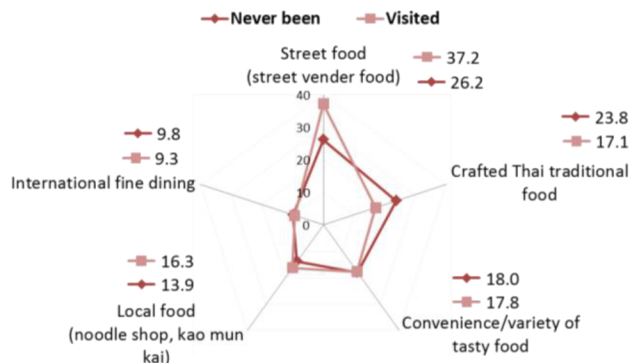 Never been Visited
Street food
(street vender food)
37.2
26.2
40
30
20
10
0
23.8
17.1
Crafted Thai traditional
food
18.0
17.8
Convenience/variety of
tasty food
16.3
13.9
Local food
(noodle shop, kao mun
kai)
9.8
9.3
International fine dining